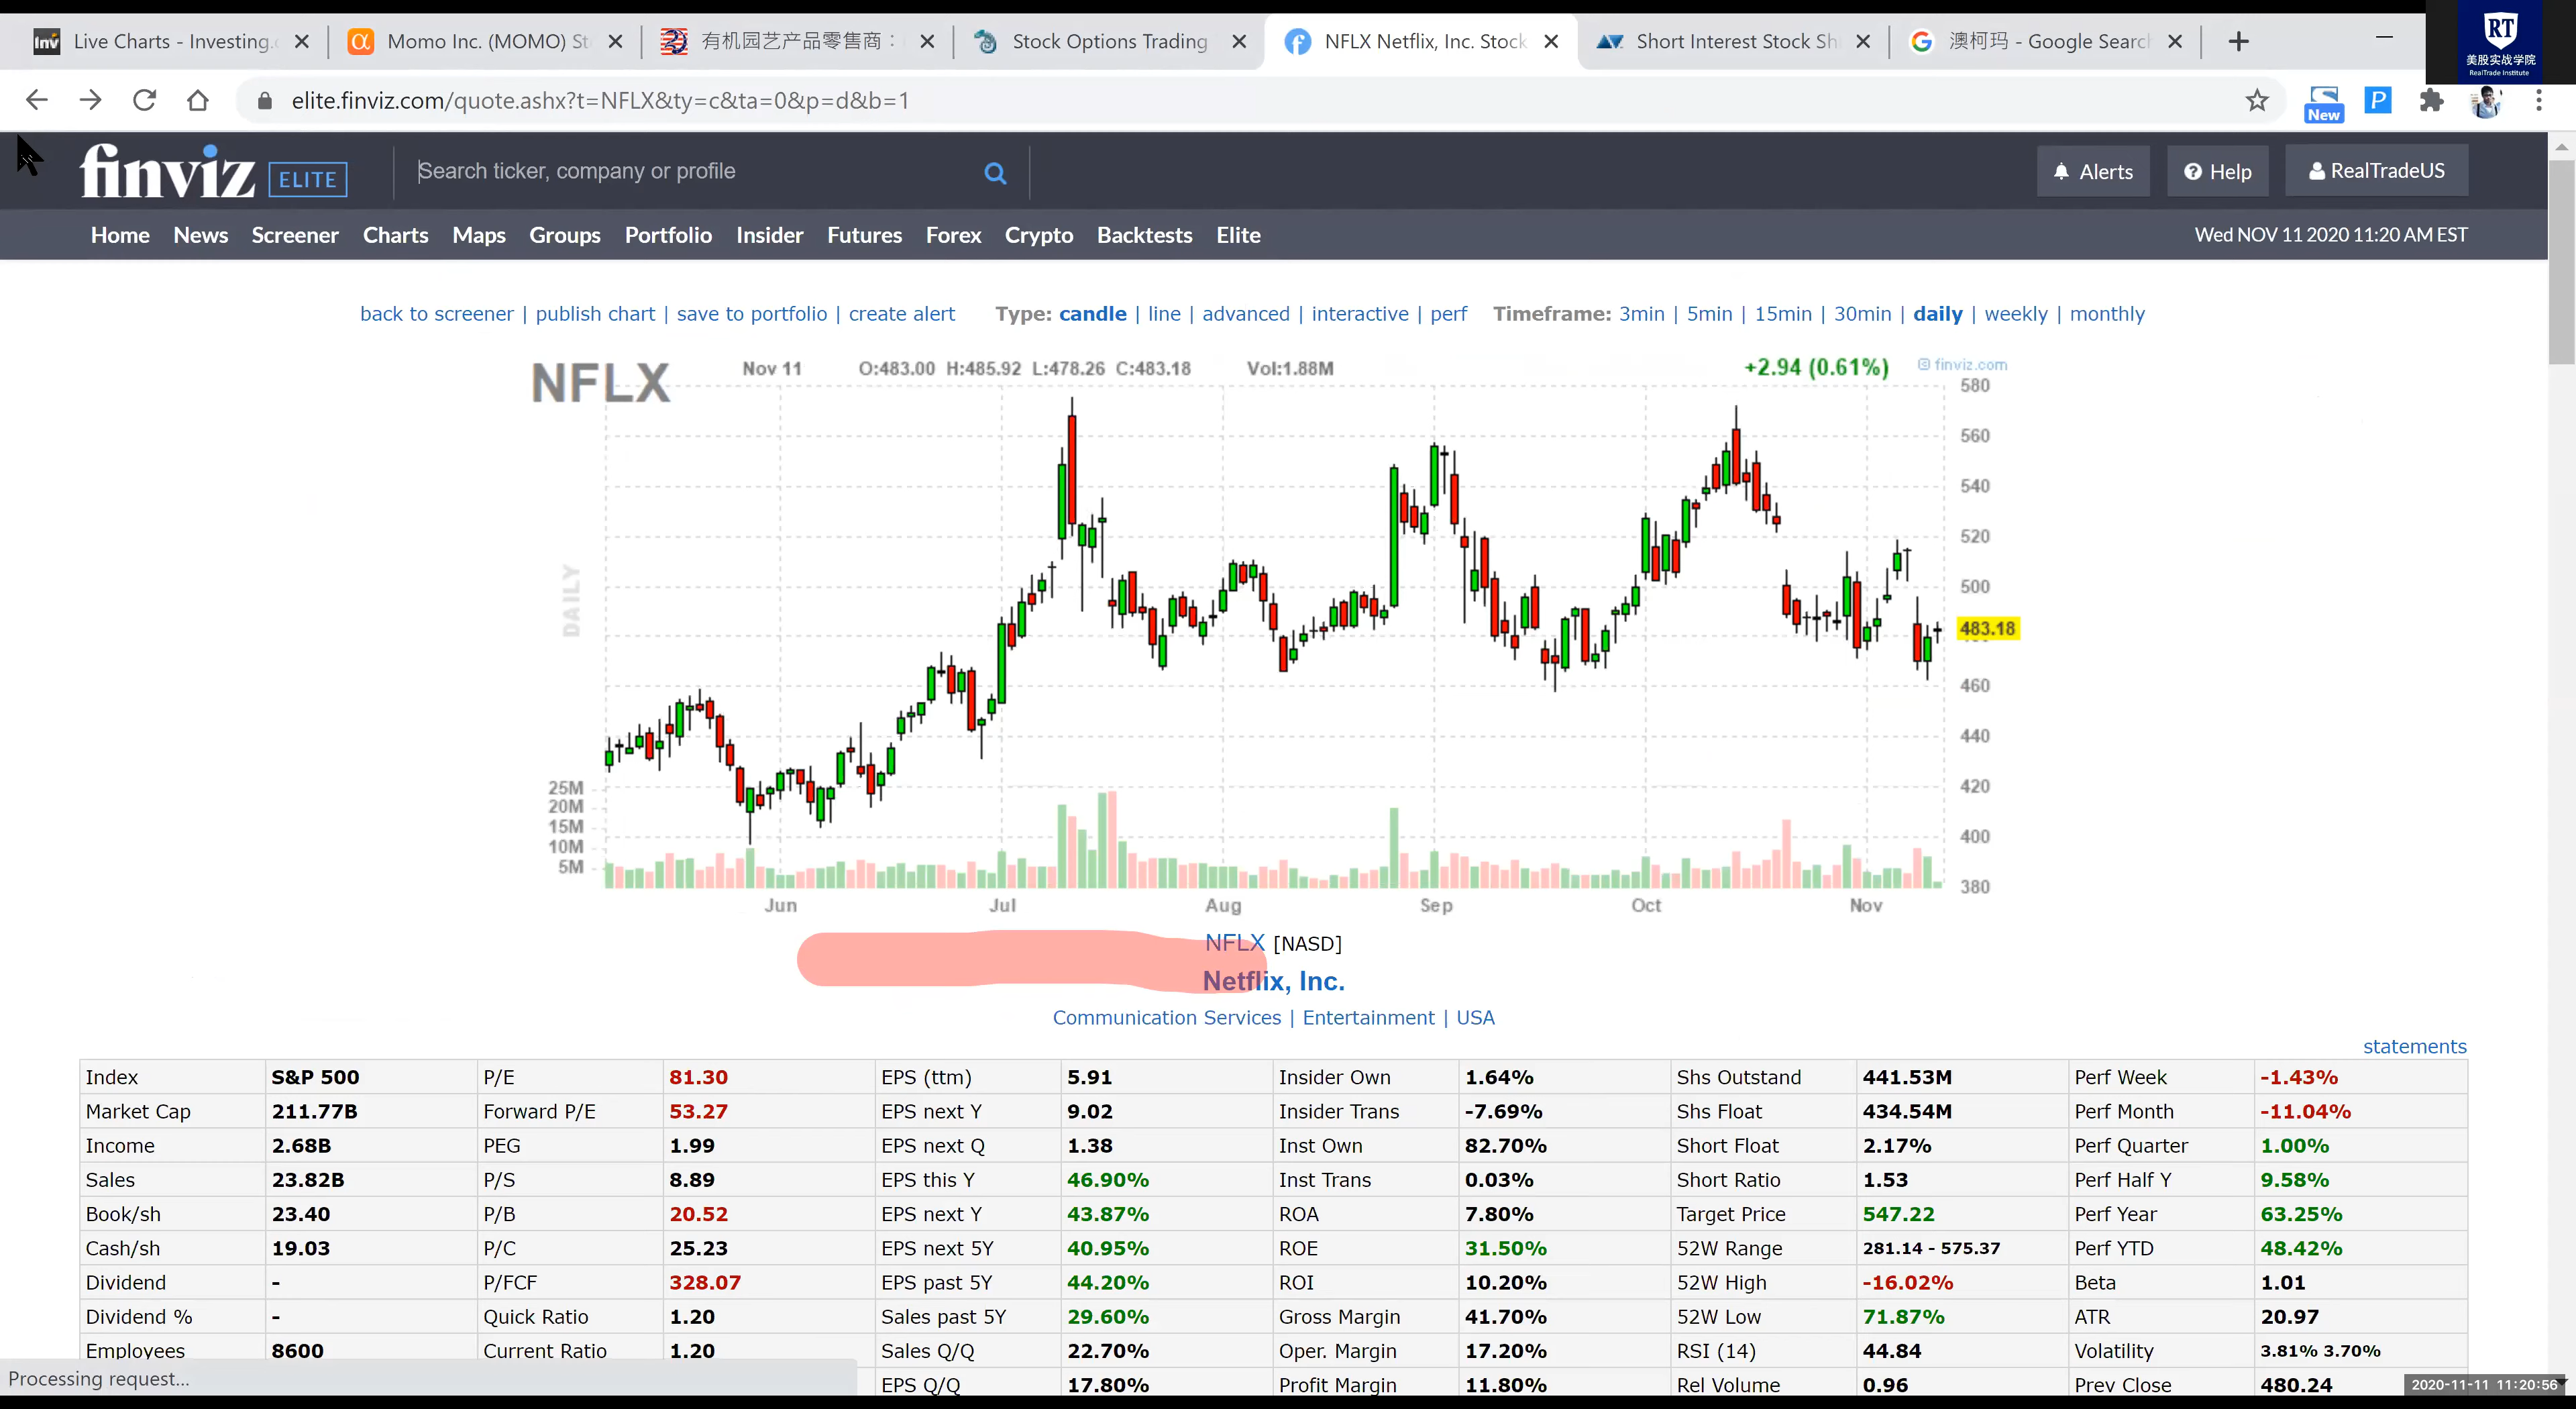 Live Charts - Investing.
Momo Inc. (MOMO) St
有机园艺产品零售商：
Stock Options Trading
NFLX Netflix, Inc. Stock
Short Interest Stock Sh
澳柯玛 - Google Search
RT
美股实战学院
RealTrade Institute
elite.finviz.com/quote.ashx?t=NFLX&ty=c&ta=0&p=d&b=1
New
P
finviz ELITE
Search ticker, company or profile
Alerts
Help
RealTradeUS
Home News Screener Charts Maps Groups Portfolio Insider Futures Forex Crypto Backtests Elite
Wed NOV 11 2020 11:20 AM EST
back to screener | publish chart | save to portfolio | create alert
Type: candle | line | advanced | interactive | perf
Timeframe: 3min | 5min | 15min | 30min | daily | weekly | monthly
NFLX Nov 11 O:483.00 H:485.92 L:478.26 C:483.18 Vol:1.88M +2.94 (0.61%) © finviz.com
580
560
540
520
500
483.18
460
440
420
400
380
DAILY
25M
20M
15M
10M
5M
Jun Jul Aug Sep Oct Nov
NFLX [NASD]
Netflix, Inc.
Communication Services | Entertainment | USA
statements
Index S&P 500 P/E 81.30 EPS (ttm) 5.91 Insider Own 1.64% Shs Outstand 441.53M Perf Week -1.43%
Market Cap 211.77B Forward P/E 53.27 EPS next Y 9.02 Insider Trans -7.69% Shs Float 434.54M Perf Month -11.04%
Income 2.68B PEG 1.99 EPS next Q 1.38 Inst Own 82.70% Short Float 2.17% Perf Quarter 1.00%
Sales 23.82B P/S 8.89 EPS this Y 46.90% Inst Trans 0.03% Short Ratio 1.53 Perf Half Y 9.58%
Book/sh 23.40 P/B 20.52 EPS next Y 43.87% ROA 7.80% Target Price 547.22 Perf Year 63.25%
Cash/sh 19.03 P/C 25.23 EPS next 5Y 40.95% ROE 31.50% 52W Range 281.14 - 575.37 Perf YTD 48.42%
Dividend - P/FCF 328.07 EPS past 5Y 44.20% ROI 10.20% 52W High -16.02% Beta 1.01
Dividend % - Quick Ratio 1.20 Sales past 5Y 29.60% Gross Margin 41.70% 52W Low 71.87% ATR 20.97
Employees 8600 Current Ratio 1.20 Sales Q/Q 22.70% Oper. Margin 17.20% RSI (14) 44.84 Volatility 3.81% 3.70%
EPS Q/Q 17.80% Profit Margin 11.80% Rel Volume 0.96 Prev Close 480.24
Processing request...
2020-11-11 11:20:56